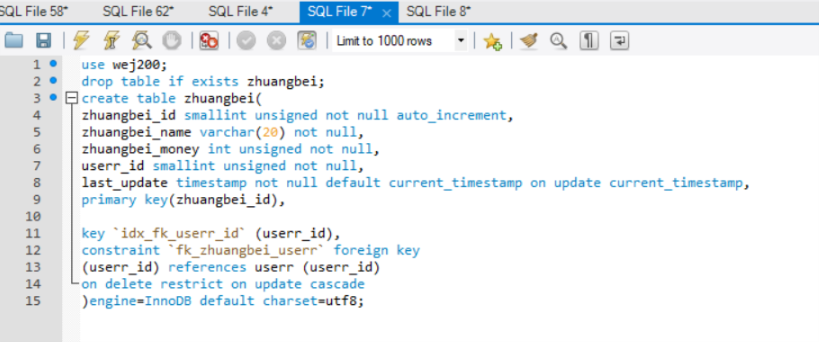 SQL File 58* SQL File 62* SQL File 4* SQL File 7* × SQL File 8*
Limit to 1000 rows
1 use wej200;
2 drop table if exists zhuangbei;
3 create table zhuangbei(
4 zhuangbei_id smallint unsigned not null auto_increment,
5 zhuangbei_name varchar(20) not null,
6 zhuangbei_money int unsigned not null,
7 userr_id smallint unsigned not null,
8 last_update timestamp not null default current_timestamp on update current_timestamp,
9 primary key(zhuangbei_id),
10
11 key `idx_fk_userr_id` (userr_id),
12 constraint `fk_zhuangbei_userr` foreign key
13 (userr_id) references userr (userr_id)
14 on delete restrict on update cascade
15 )engine=InnoDB default charset=utf8;